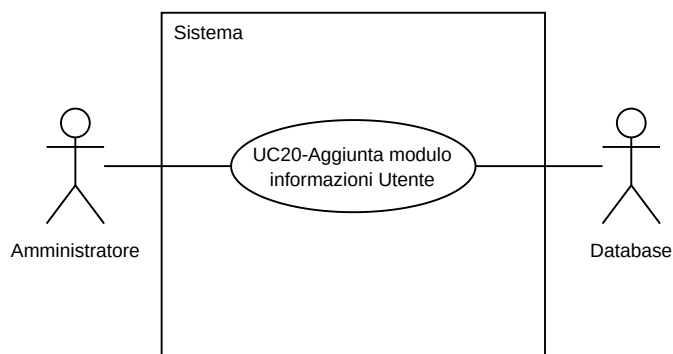 Sistema
UC20-Aggiunta modulo
informazioni Utente
Amministratore
Database